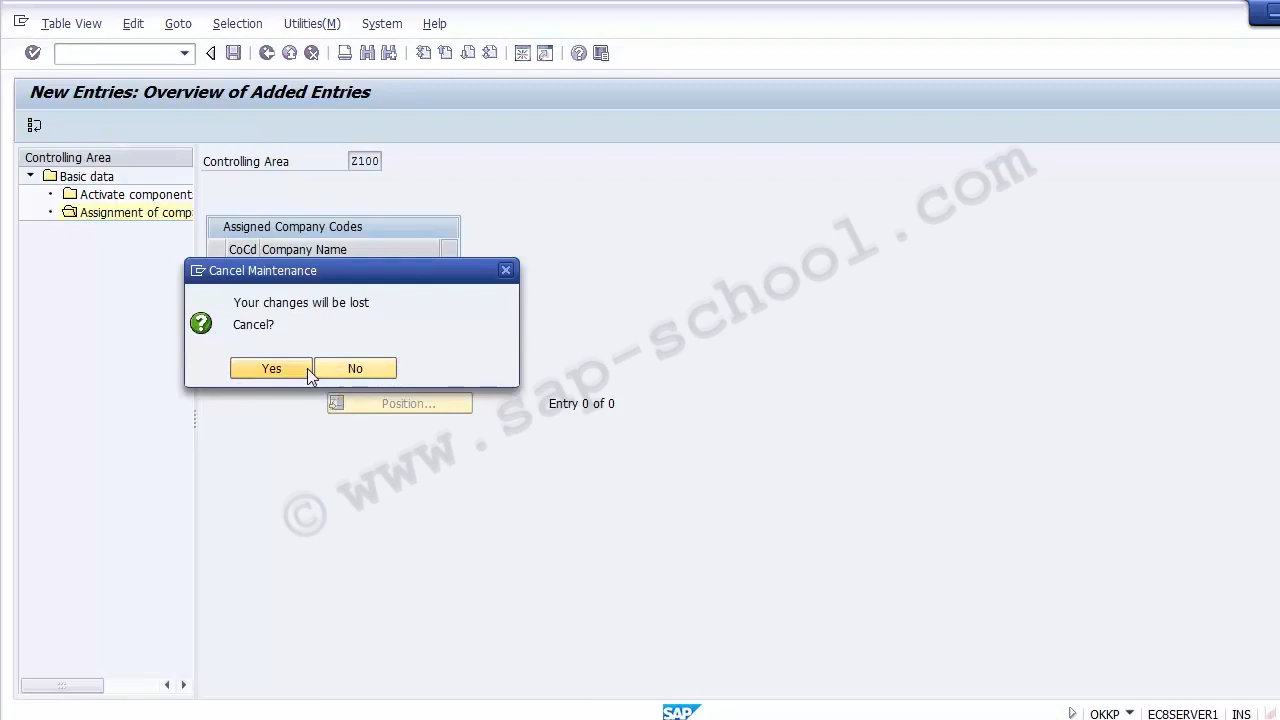 Table View Edit Goto Selection Utilities(M) System Help
New Entries: Overview of Added Entries
Controlling Area
Controlling Area Z100
Basic data
Activate component
Assignment of comp
Assigned Company Codes
CoCd Company Name
Cancel Maintenance
Your changes will be lost
Cancel?
Yes No
Position... Entry 0 of 0
© www.sap-school.com
SAP OKKP EC8SERVER1 INS